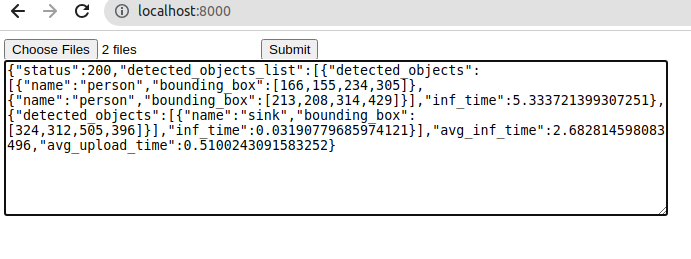 localhost:8000
Choose Files 2 files Submit
{"status":200,"detected_objects_list":[{"detected_objects":
[{"name":"person","bounding_box":[166,155,234,305]},
{"name":"person","bounding_box":[213,208,314,429]}],"inf_time":5.333721399307251},
{"detected_objects":[{"name":"sink","bounding_box":
[324,312,505,396]}],"inf_time":0.03190779685974121}],"avg_inf_time":2.682814598083
496,"avg_upload_time":0.5100243091583252}